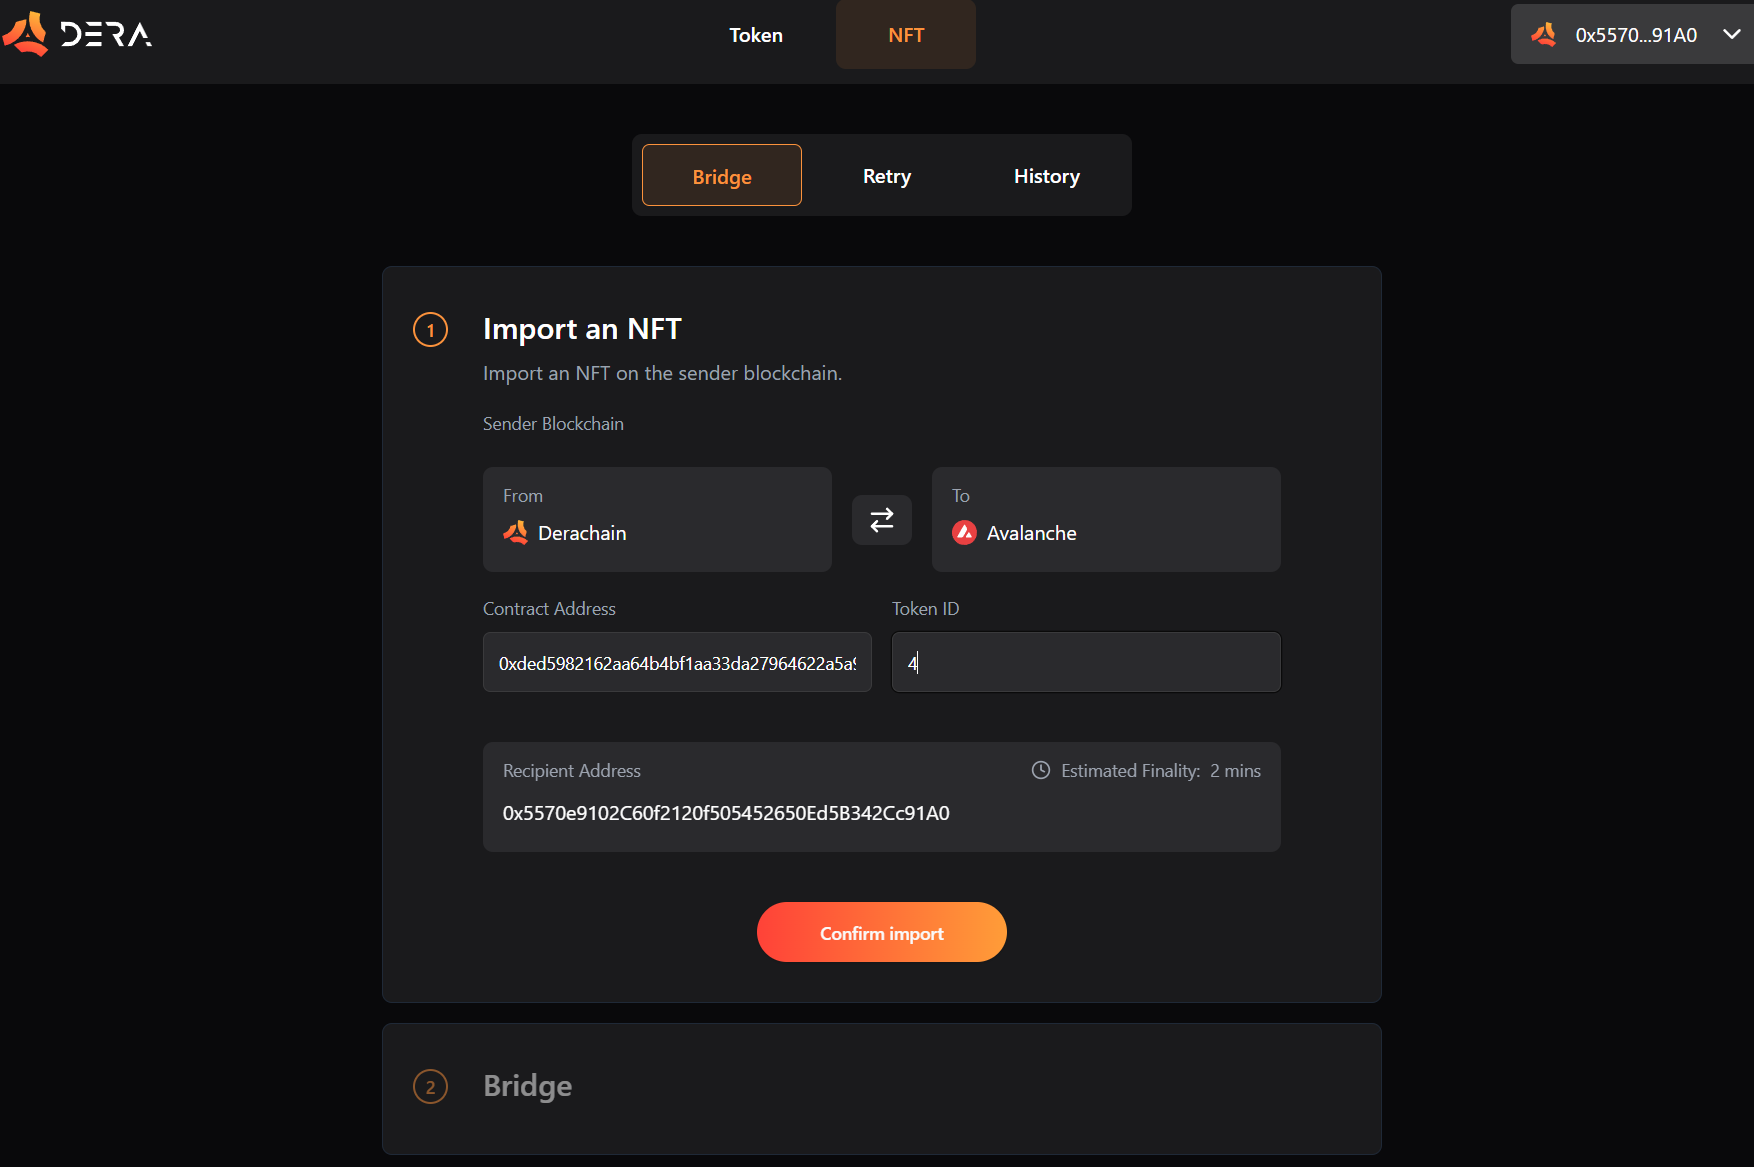 DERA
Token
NFT
0x5570...91A0
Bridge
Retry
History
1
Import an NFT
Import an NFT on the sender blockchain.
Sender Blockchain
From
Derachain
To
Avalanche
Contract Address
Token ID
0xded5982162aa64b4bf1aa33da27964622a5a9
4
Recipient Address
Estimated Finality: 2 mins
0x5570e9102C60f2120f505452650Ed5B342Cc91A0
Confirm import
2
Bridge